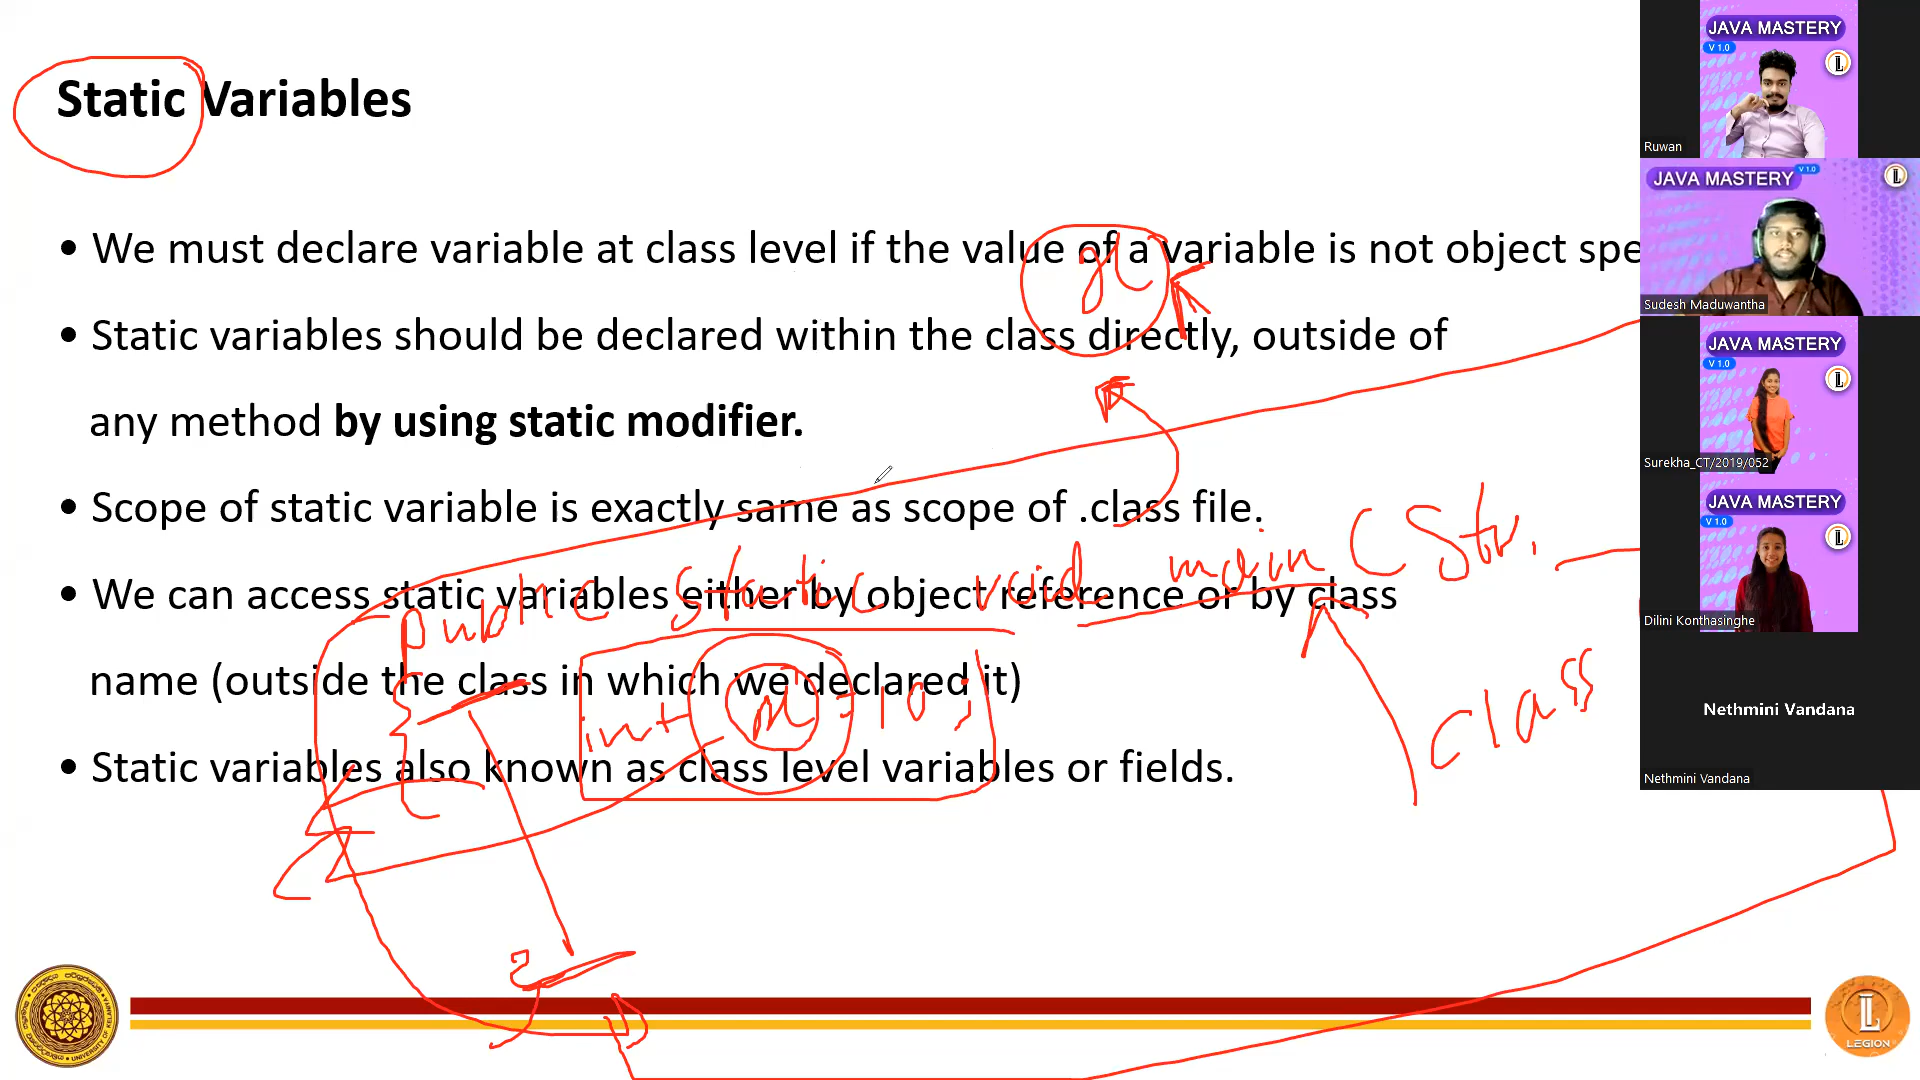 Static Variables
• We must declare variable at class level if the value of a variable is not object spe
• Static variables should be declared within the class directly, outside of
any method by using static modifier.
• Scope of static variable is exactly same as scope of .class file.
• We can access static variables either by object reference or by class
name (outside the class in which we declared it)
• Static variables also known as class level variables or fields.
x
public static void main ( Str.
int x = 10;
class
JAVA MASTERY
V 1.0
L
Ruwan
JAVA MASTERY
V 1.0
L
Sudesh Maduwantha
JAVA MASTERY
V 1.0
L
Surekha_CT/2019/052
JAVA MASTERY
V 1.0
L
Dilini Konthasinghe
Nethmini Vandana
Nethmini Vandana
L
LEGION